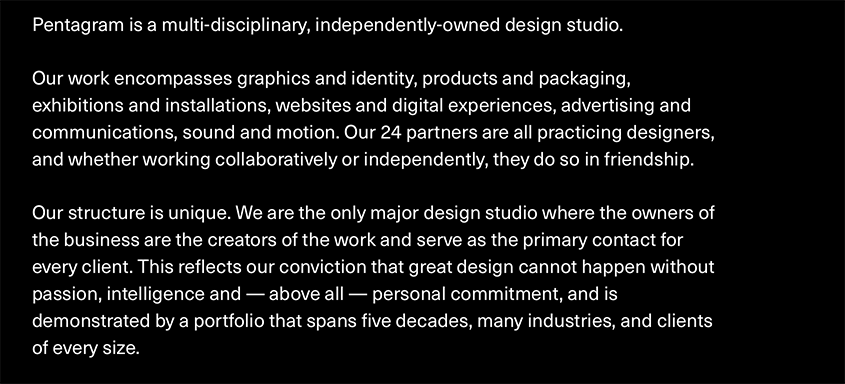 Pentagram is a multi-disciplinary, independently-owned design studio.
Our work encompasses graphics and identity, products and packaging,
exhibitions and installations, websites and digital experiences, advertising and
communications, sound and motion. Our 24 partners are all practicing designers,
and whether working collaboratively or independently, they do so in friendship.
Our structure is unique. We are the only major design studio where the owners of
the business are the creators of the work and serve as the primary contact for
every client. This reflects our conviction that great design cannot happen without
passion, intelligence and — above all — personal commitment, and is
demonstrated by a portfolio that spans five decades, many industries, and clients
of every size.